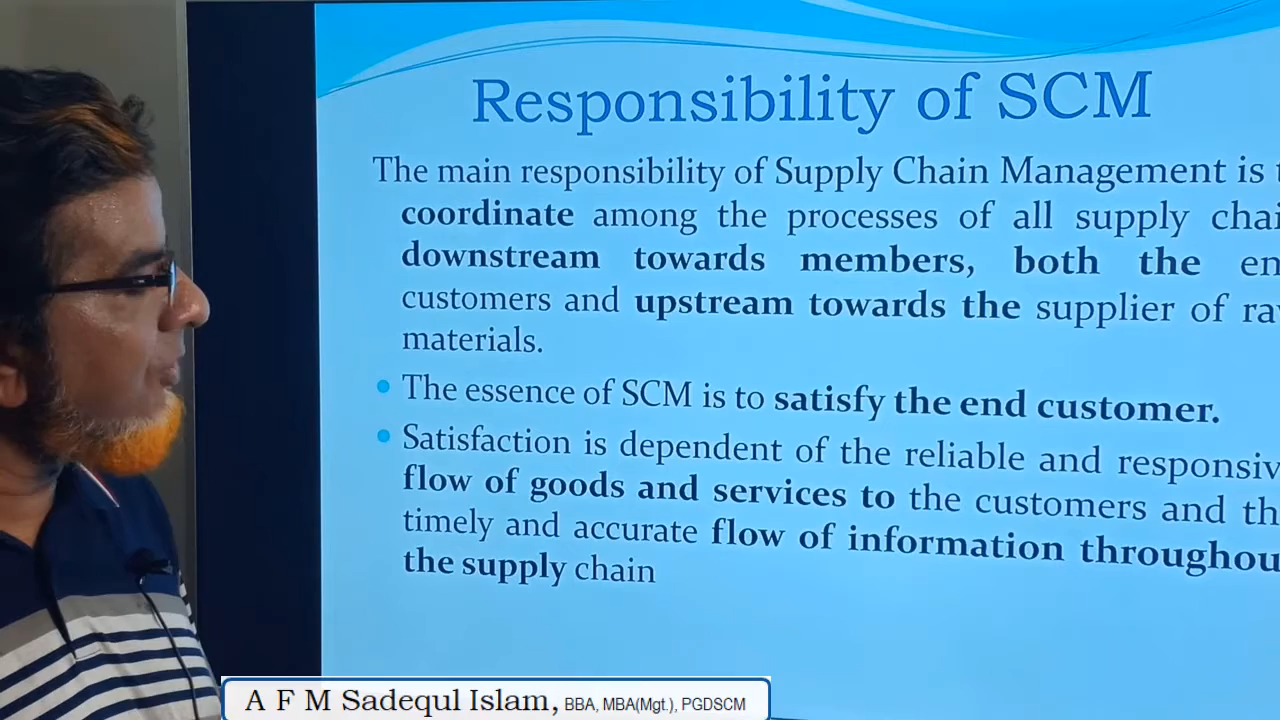 Responsibility of SCM
The main responsibility of Supply Chain Management is
coordinate among the processes of all supply
downstream towards members, both the
customers and upstream towards the supplier of
materials.
• The essence of SCM is to satisfy the end customer.
• Satisfaction is dependent of the reliable and
flow of goods and services to the customers and
timely and accurate flow of information
the supply chain
A F M Sadequl Islam, BBA, MBA(Mgt.), PGDSCM